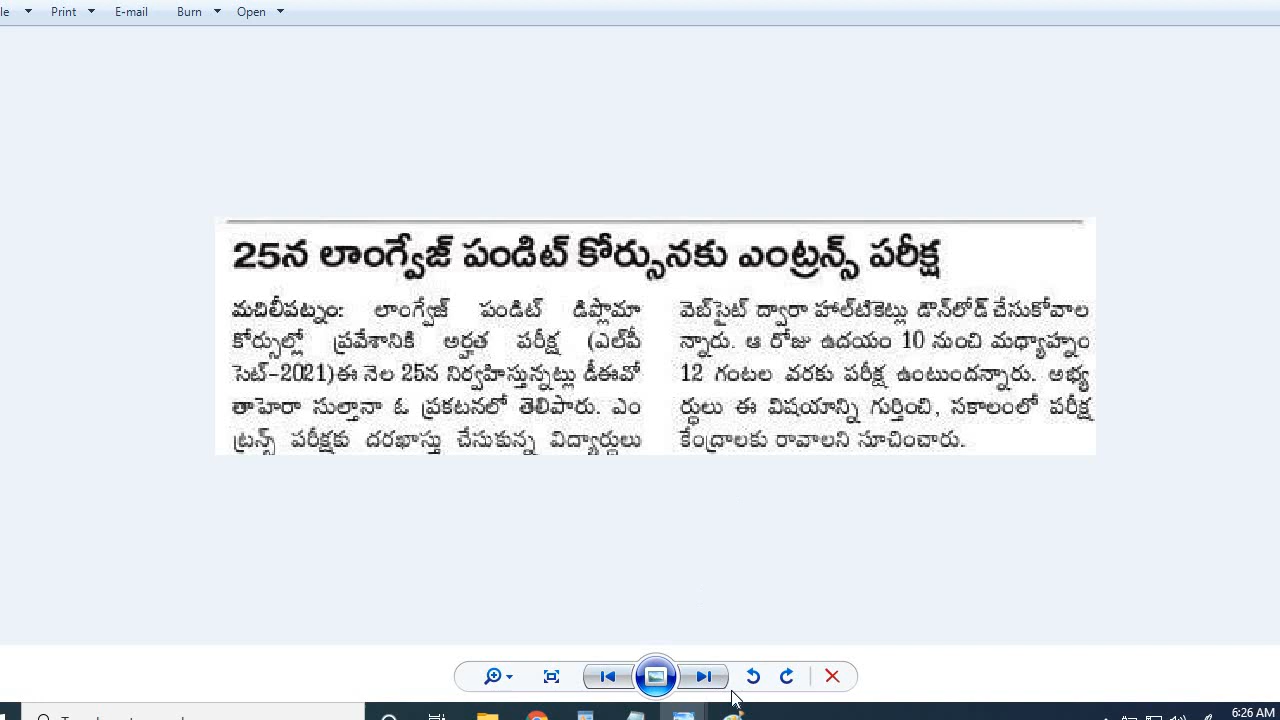 Print
E-mail
Burn
Open
25న లాంగ్వేజ్ పండిట్ కోర్సునకు ఎంట్రన్స్ పరీక్ష
మచిలీపట్నం: లాంగ్వేజ్ పండిట్ డిప్లొమా
కోర్సుల్లో ప్రవేశానికి అర్హత పరీక్ష (ఎల్‌పీ
సెట్-2021)ఈ నెల 25న నిర్వహిస్తున్నట్లు డీఈవో
తాహెరా సుల్తానా ఓ ప్రకటనలో తెలిపారు. ఎం
ట్రన్స్ పరీక్షకు దరఖాస్తు చేసుకున్న విద్యార్థులు
వెబ్‌సైట్ ద్వారా హాల్‌టికెట్లు డౌన్‌లోడ్ చేసుకోవాల
న్నారు. ఆ రోజు ఉదయం 10 నుంచి మధ్యాహ్నం
12 గంటల వరకు పరీక్ష ఉంటుందన్నారు. అభ్య
ర్థులు ఈ విషయాన్ని గుర్తించి, సకాలంలో పరీక్ష
కేంద్రాలకు రావాలని సూచించారు.
6:26 AM